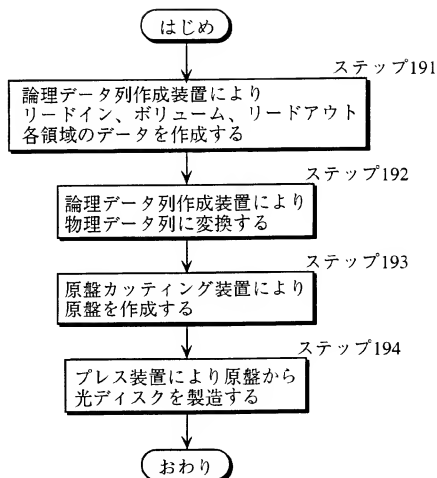 はじめ
ステップ191
論理データ列作成装置により
リードイン、ボリューム、リードアウト
各領域のデータを作成する
ステップ192
論理データ列作成装置により
物理データ列に変換する
ステップ193
原盤カッティング装置により
原盤を作成する
ステップ194
プレス装置により原盤から
光ディスクを製造する
おわり